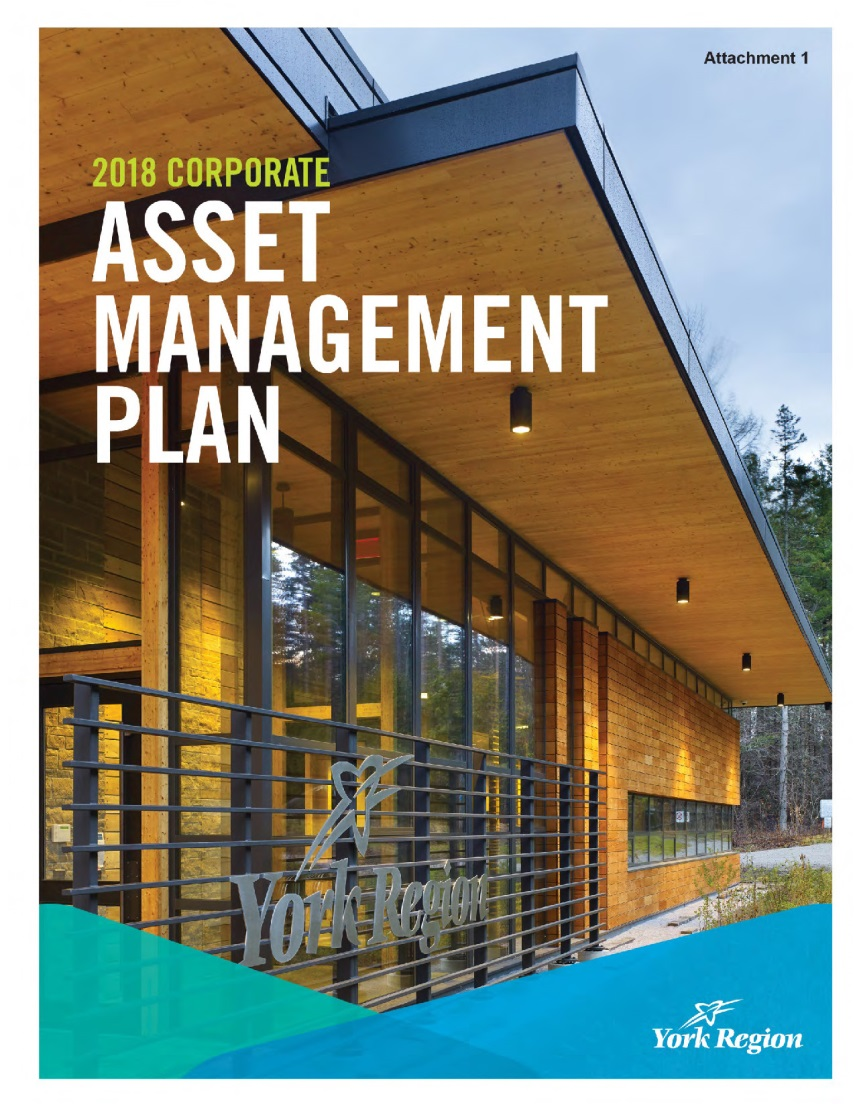 Attachment 1
2018 CORPORATE
ASSET
MANAGEMENT
PLAN
York Region
York Region